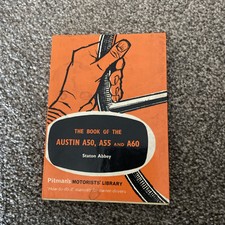 THE BOOK OF THE
AUSTIN A50, A55 AND A60
Staton Abbey
Pitman's MOTORISTS' LIBRARY